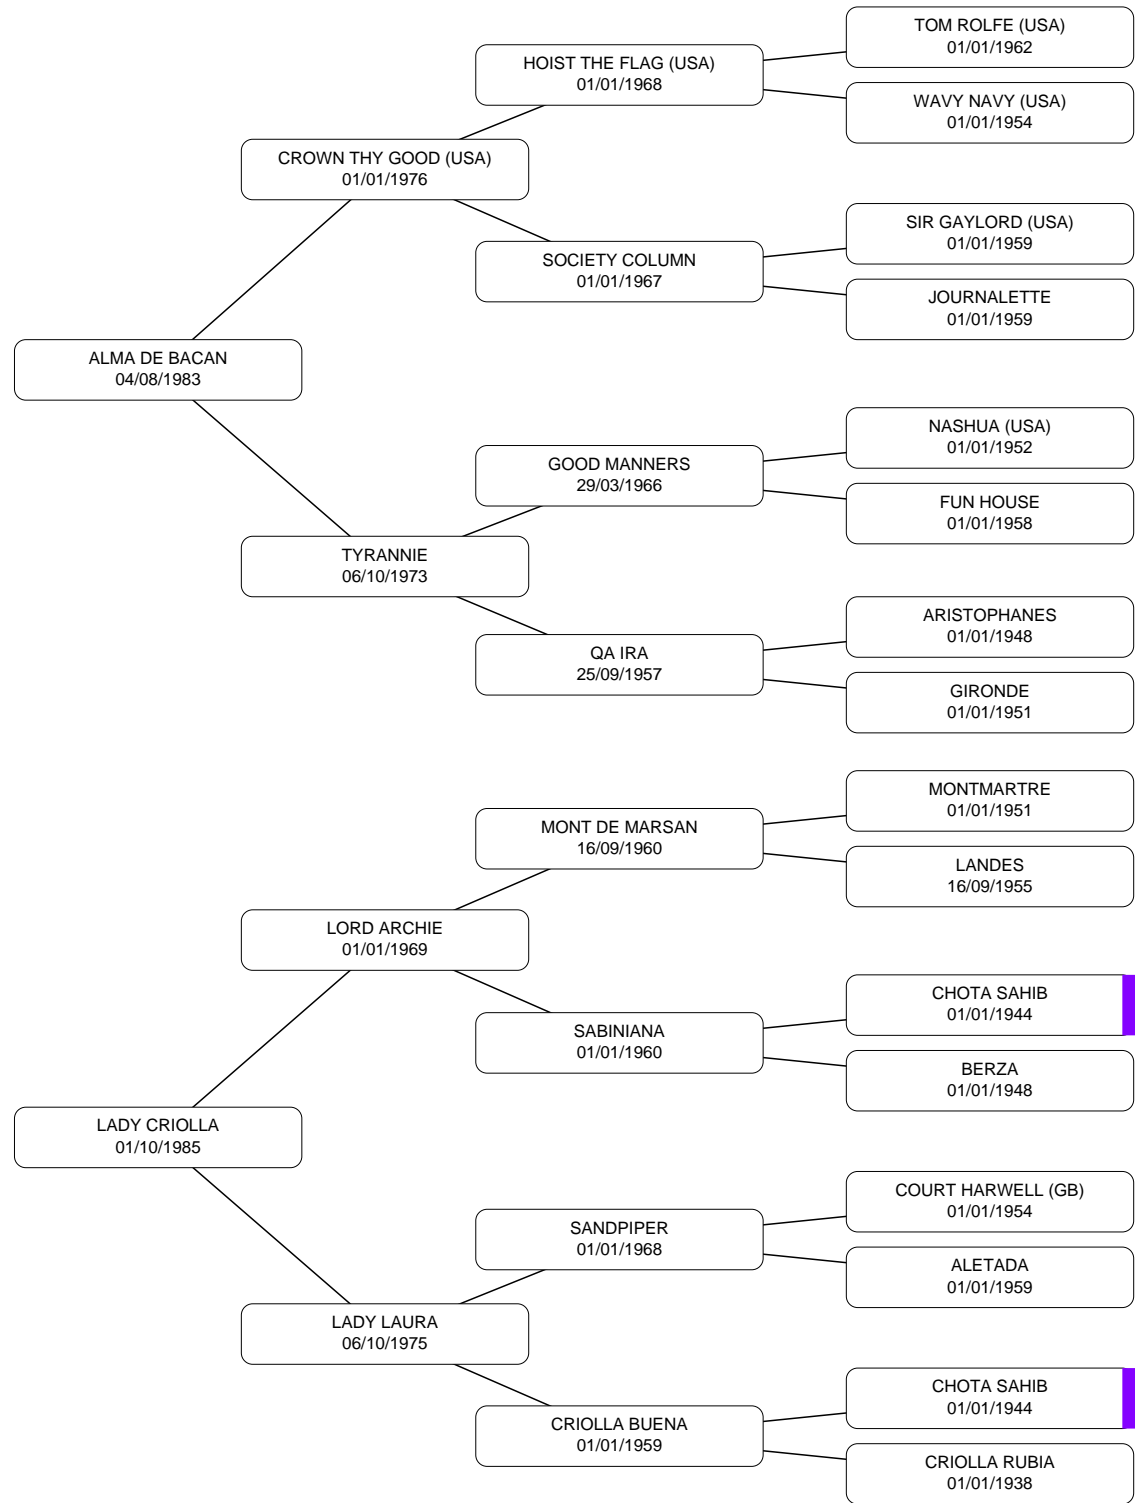 TOM ROLFE (USA)
01/01/1962
HOIST THE FLAG (USA)
01/01/1968
WAVY NAVY (USA)
01/01/1954
CROWN THY GOOD (USA)
01/01/1976
SIR GAYLORD (USA)
01/01/1959
SOCIETY COLUMN
01/01/1967
JOURNALETTE
01/01/1959
ALMA DE BACAN
04/08/1983
NASHUA (USA)
01/01/1952
GOOD MANNERS
29/03/1966
FUN HOUSE
01/01/1958
TYRANNIE
06/10/1973
ARISTOPHANES
01/01/1948
QA IRA
25/09/1957
GIRONDE
01/01/1951
MONTMARTRE
01/01/1951
MONT DE MARSAN
16/09/1960
LANDES
16/09/1955
LORD ARCHIE
01/01/1969
CHOTA SAHIB
01/01/1944
SABINIANA
01/01/1960
BERZA
01/01/1948
LADY CRIOLLA
01/10/1985
COURT HARWELL (GB)
01/01/1954
SANDPIPER
01/01/1968
ALETADA
01/01/1959
LADY LAURA
06/10/1975
CHOTA SAHIB
01/01/1944
CRIOLLA BUENA
01/01/1959
CRIOLLA RUBIA
01/01/1938